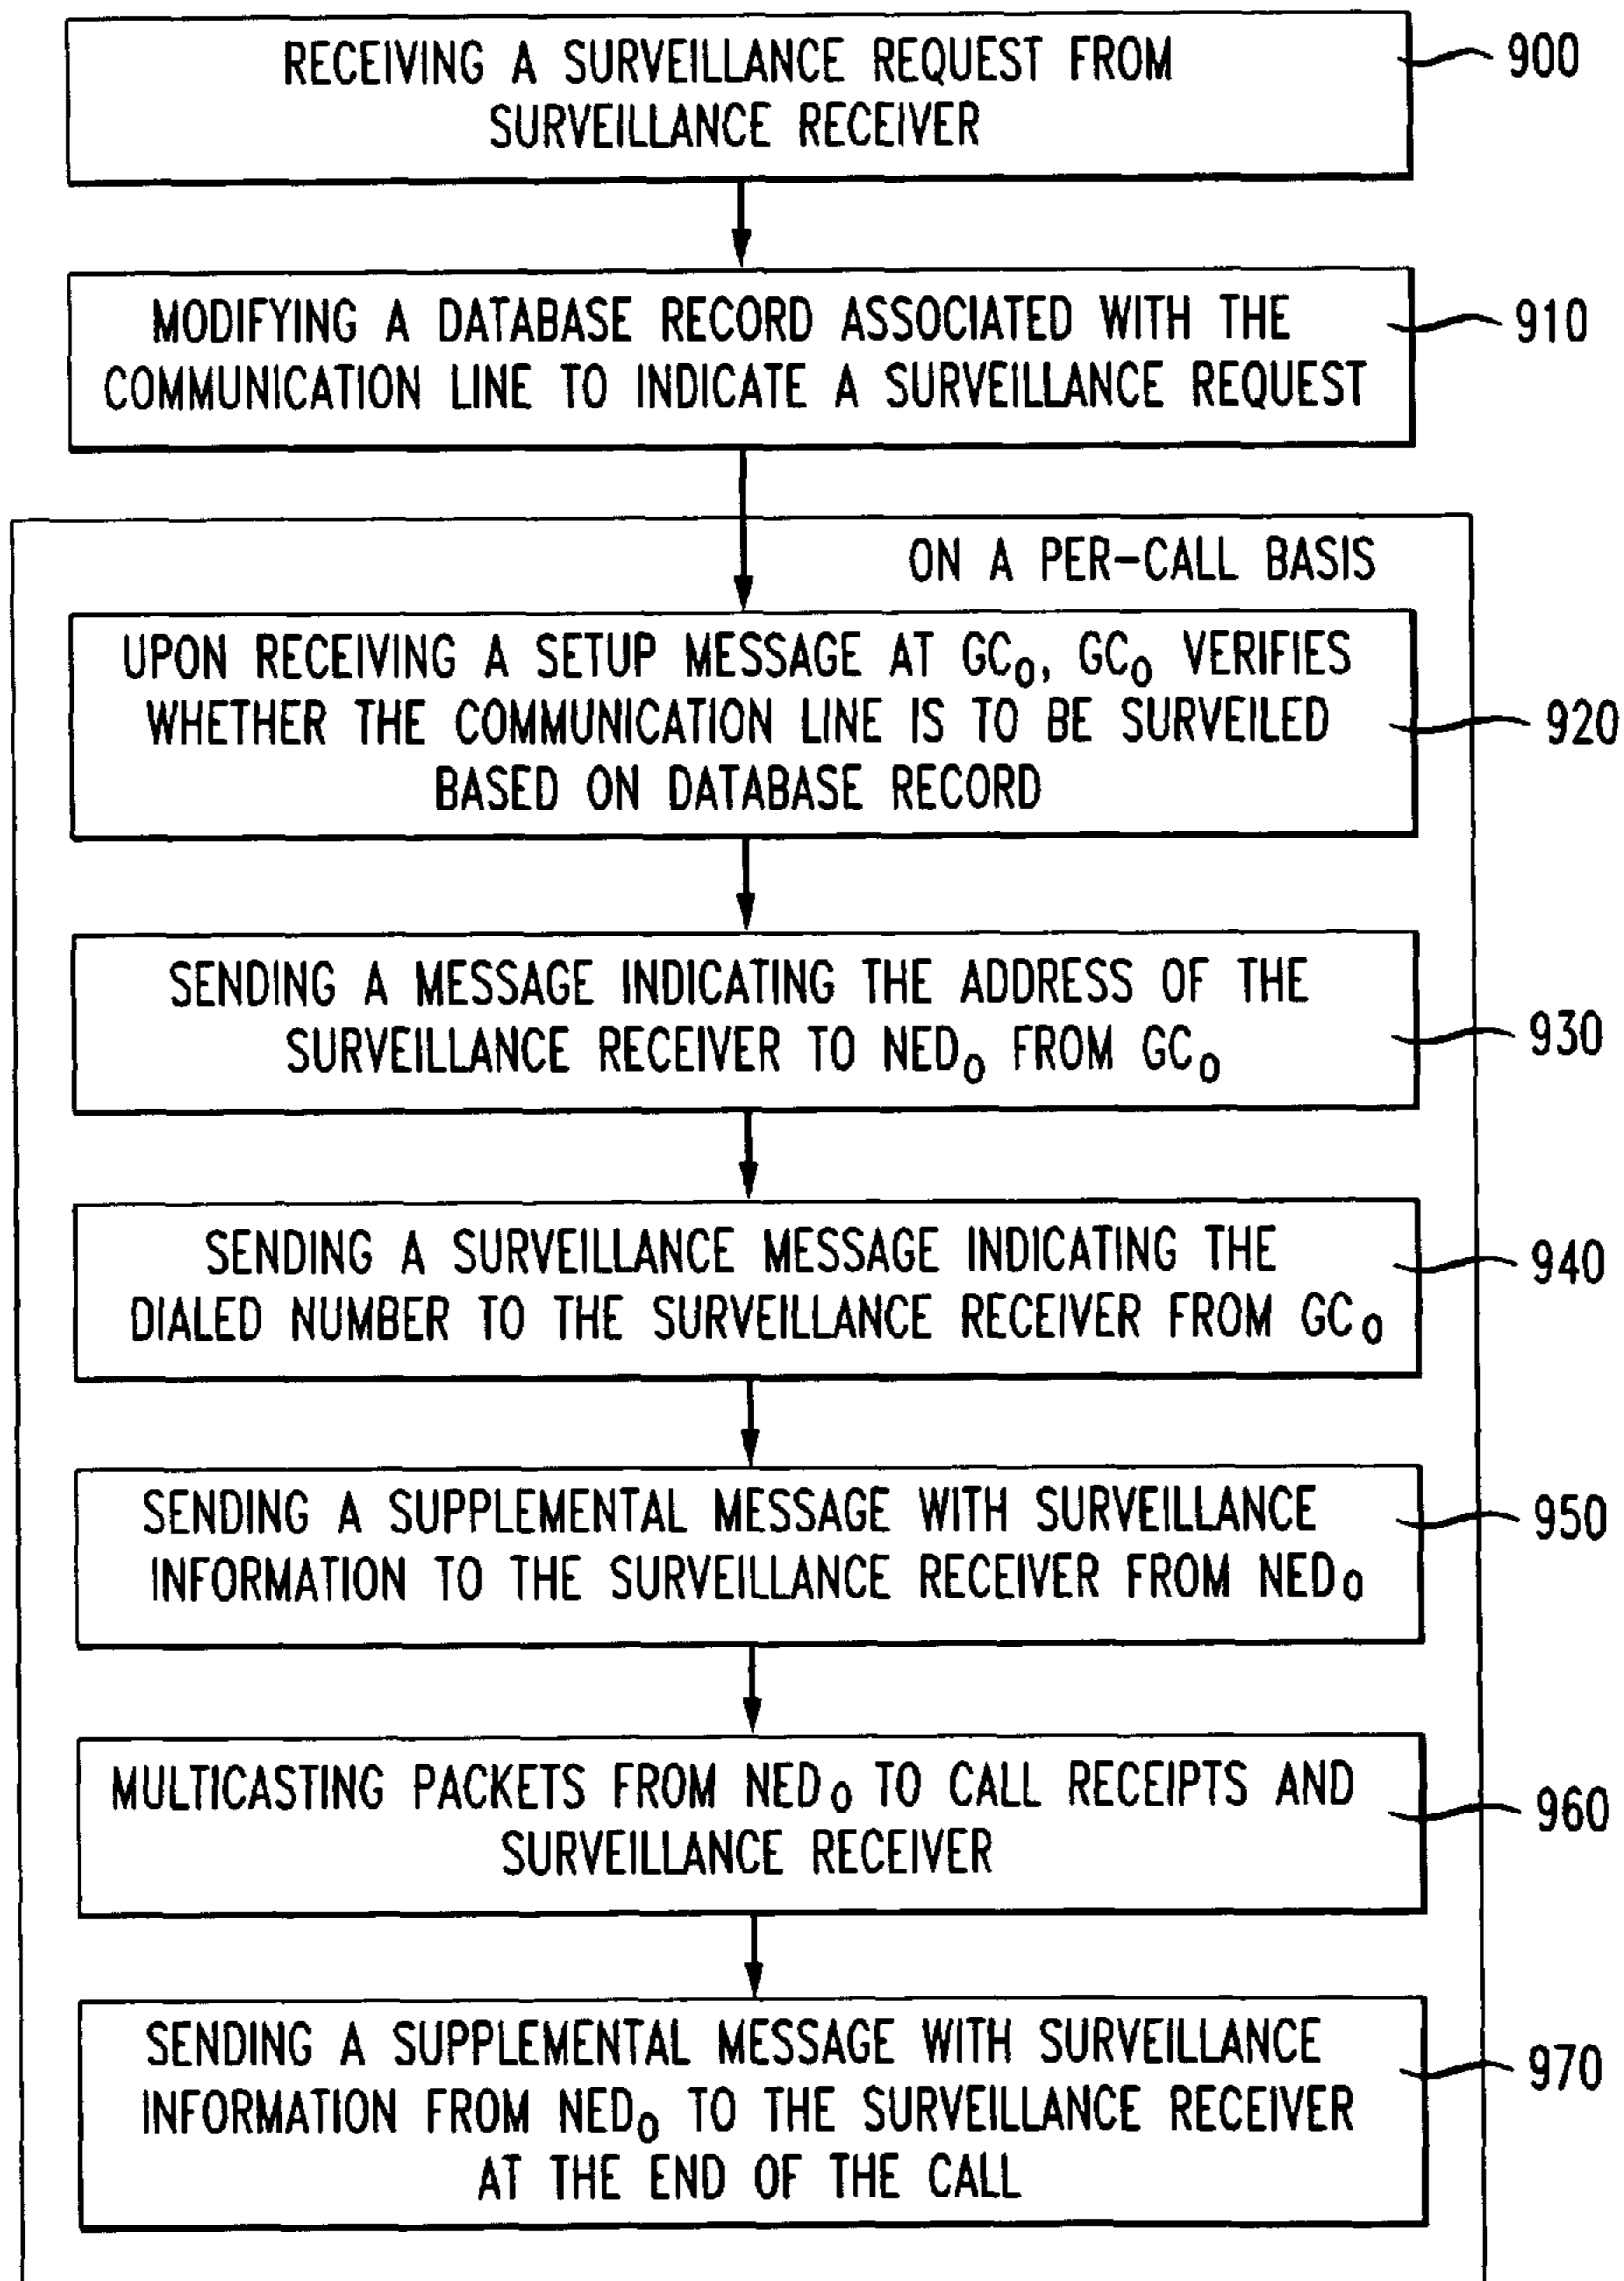 RECEIVING A SURVEILLANCE REQUEST FROM
SURVEILLANCE RECEIVER
900
MODIFYING A DATABASE RECORD ASSOCIATED WITH THE
COMMUNICATION LINE TO INDICATE A SURVEILLANCE REQUEST
910
ON A PER-CALL BASIS
UPON RECEIVING A SETUP MESSAGE AT GC₀, GC₀ VERIFIES
WHETHER THE COMMUNICATION LINE IS TO BE SURVEILED
BASED ON DATABASE RECORD
920
SENDING A MESSAGE INDICATING THE ADDRESS OF THE
SURVEILLANCE RECEIVER TO NED₀ FROM GC₀
930
SENDING A SURVEILLANCE MESSAGE INDICATING THE
DIALED NUMBER TO THE SURVEILLANCE RECEIVER FROM GC₀
940
SENDING A SUPPLEMENTAL MESSAGE WITH SURVEILLANCE
INFORMATION TO THE SURVEILLANCE RECEIVER FROM NED₀
950
MULTICASTING PACKETS FROM NED₀ TO CALL RECEIPTS AND
SURVEILLANCE RECEIVER
960
SENDING A SUPPLEMENTAL MESSAGE WITH SURVEILLANCE
INFORMATION FROM NED₀ TO THE SURVEILLANCE RECEIVER
AT THE END OF THE CALL
970